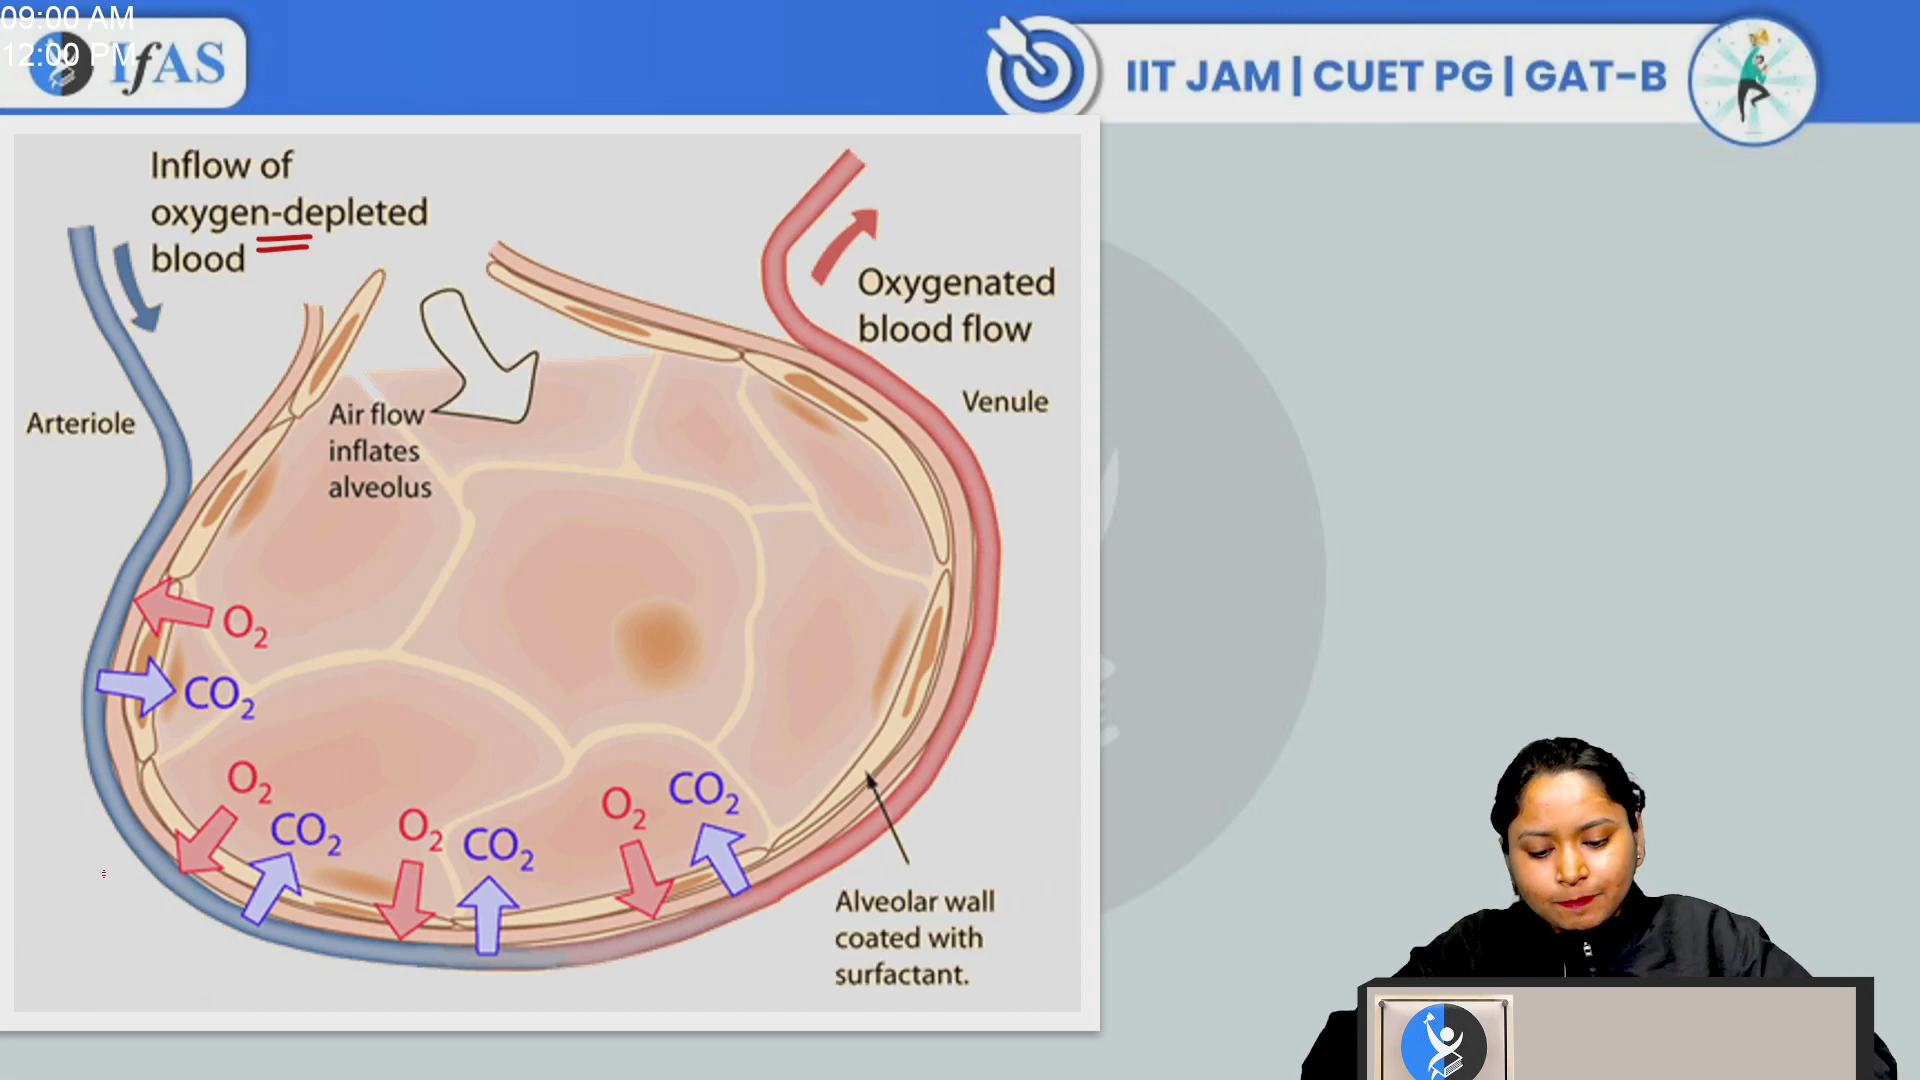 09:00 AM
12:00 PM
IfAS
IIT JAM | CUET PG | GAT-B
Inflow of
oxygen-depleted
blood
Oxygenated
blood flow
Arteriole
Air flow
inflates
alveolus
Venule
O2
CO2
O2
CO2
O2
CO2
O2
CO2
Alveolar wall
coated with
surfactant.